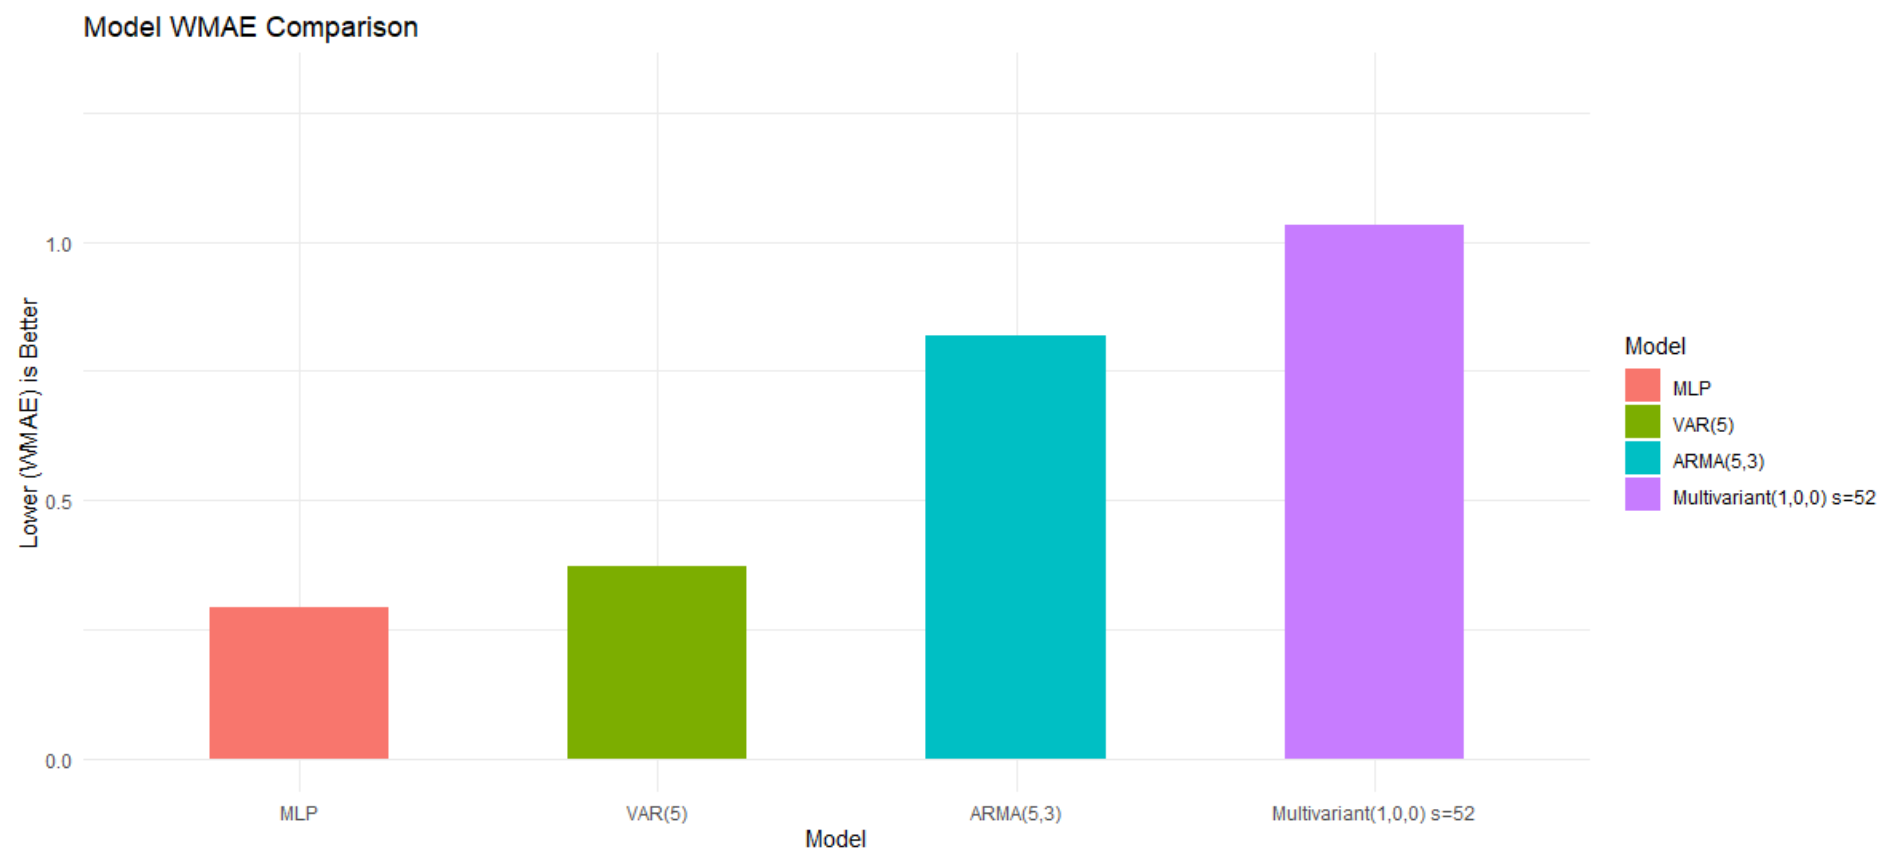 Model WMAE Comparison
Lower (WMAE) is Better
1.0
0.5
0.0
MLP
VAR(5)
ARMA(5,3)
Multivariant(1,0,0) s=52
Model
Model
MLP
VAR(5)
ARMA(5,3)
Multivariant(1,0,0) s=52